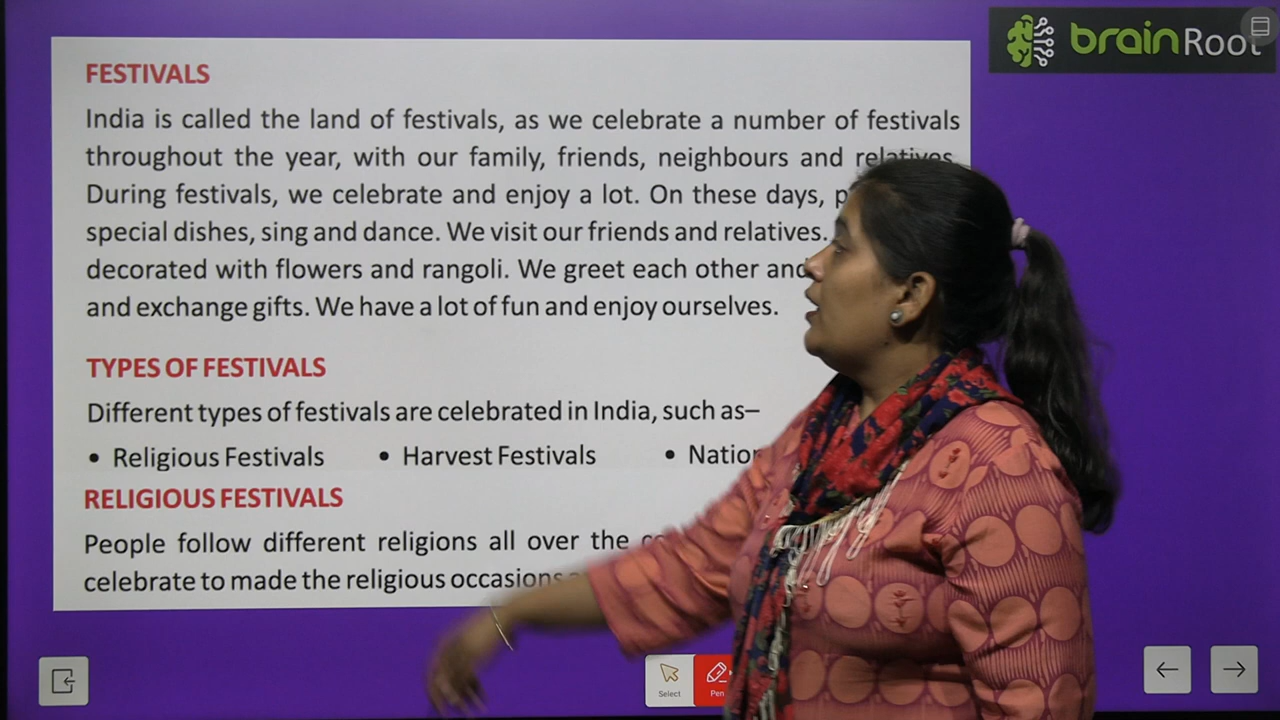 brainRoot
FESTIVALS
India is called the land of festivals, as we celebrate a number of festivals
throughout the year, with our family, friends, neighbours and relatives.
During festivals, we celebrate and enjoy a lot. On these days,
special dishes, sing and dance. We visit our friends and relatives.
decorated with flowers and rangoli. We greet each other and
and exchange gifts. We have a lot of fun and enjoy ourselves.
TYPES OF FESTIVALS
Different types of festivals are celebrated in India, such as–
• Religious Festivals • Harvest Festivals •
RELIGIOUS FESTIVALS
People follow different religions all over the
celebrate to made the religious occasions
Select Pen